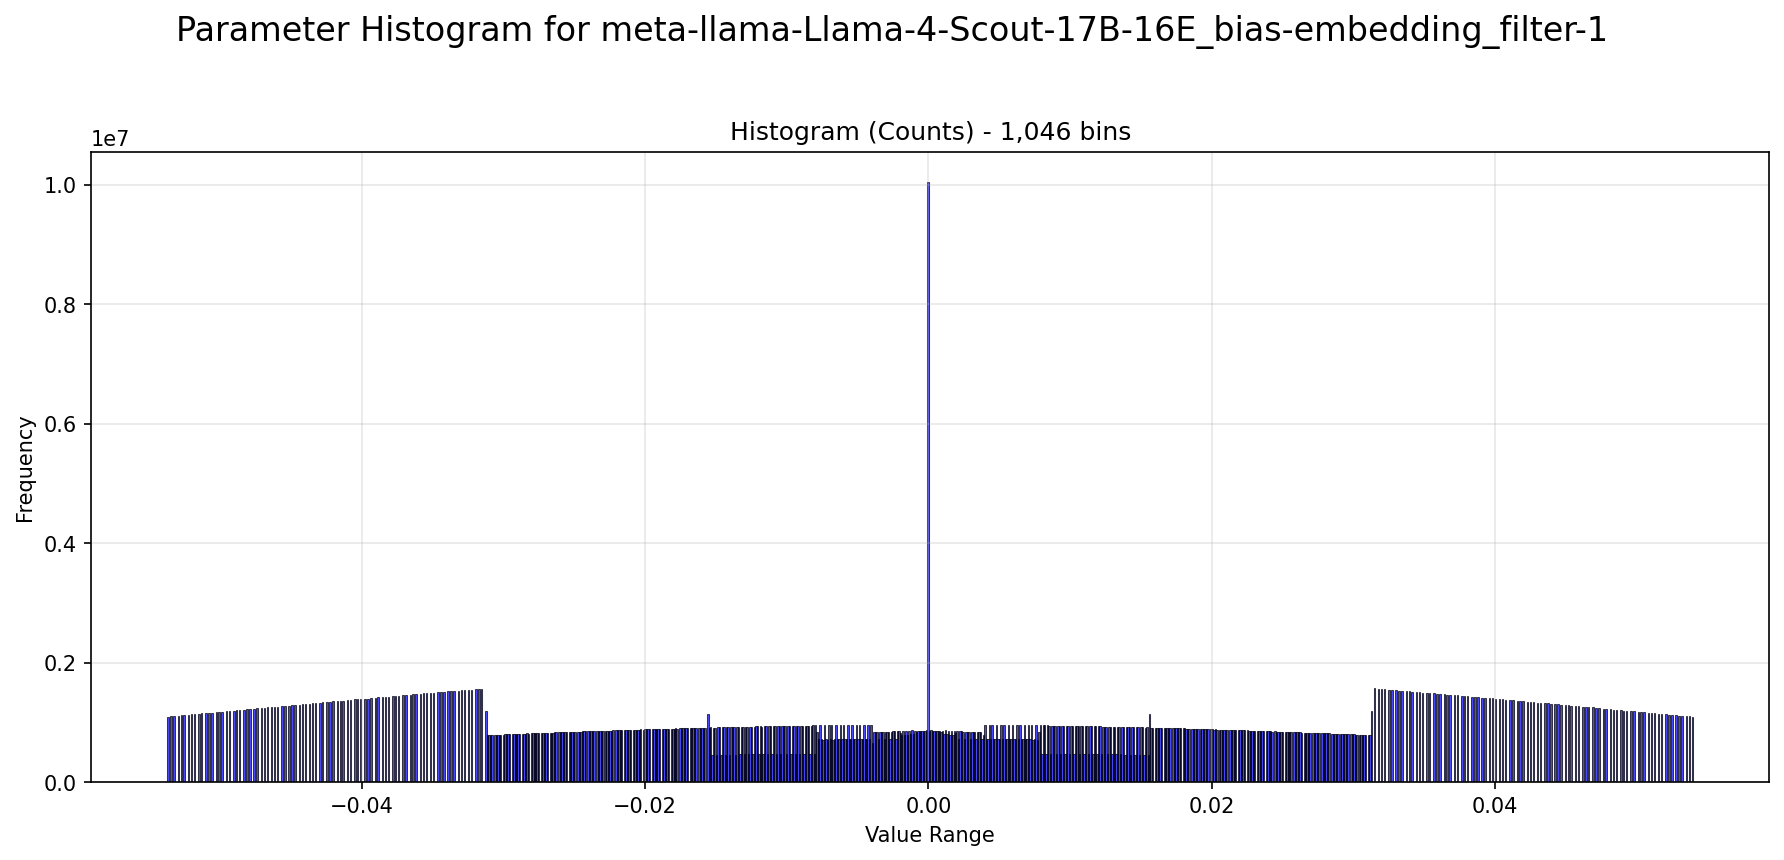 Parameter Histogram for meta-llama-Llama-4-Scout-17B-16E_bias-embedding_filter-1
Histogram (Counts) - 1,046 bins
1e7
1.0
0.8
0.6
0.4
0.2
0.0
Frequency
−0.04
−0.02
0.00
0.02
0.04
Value Range